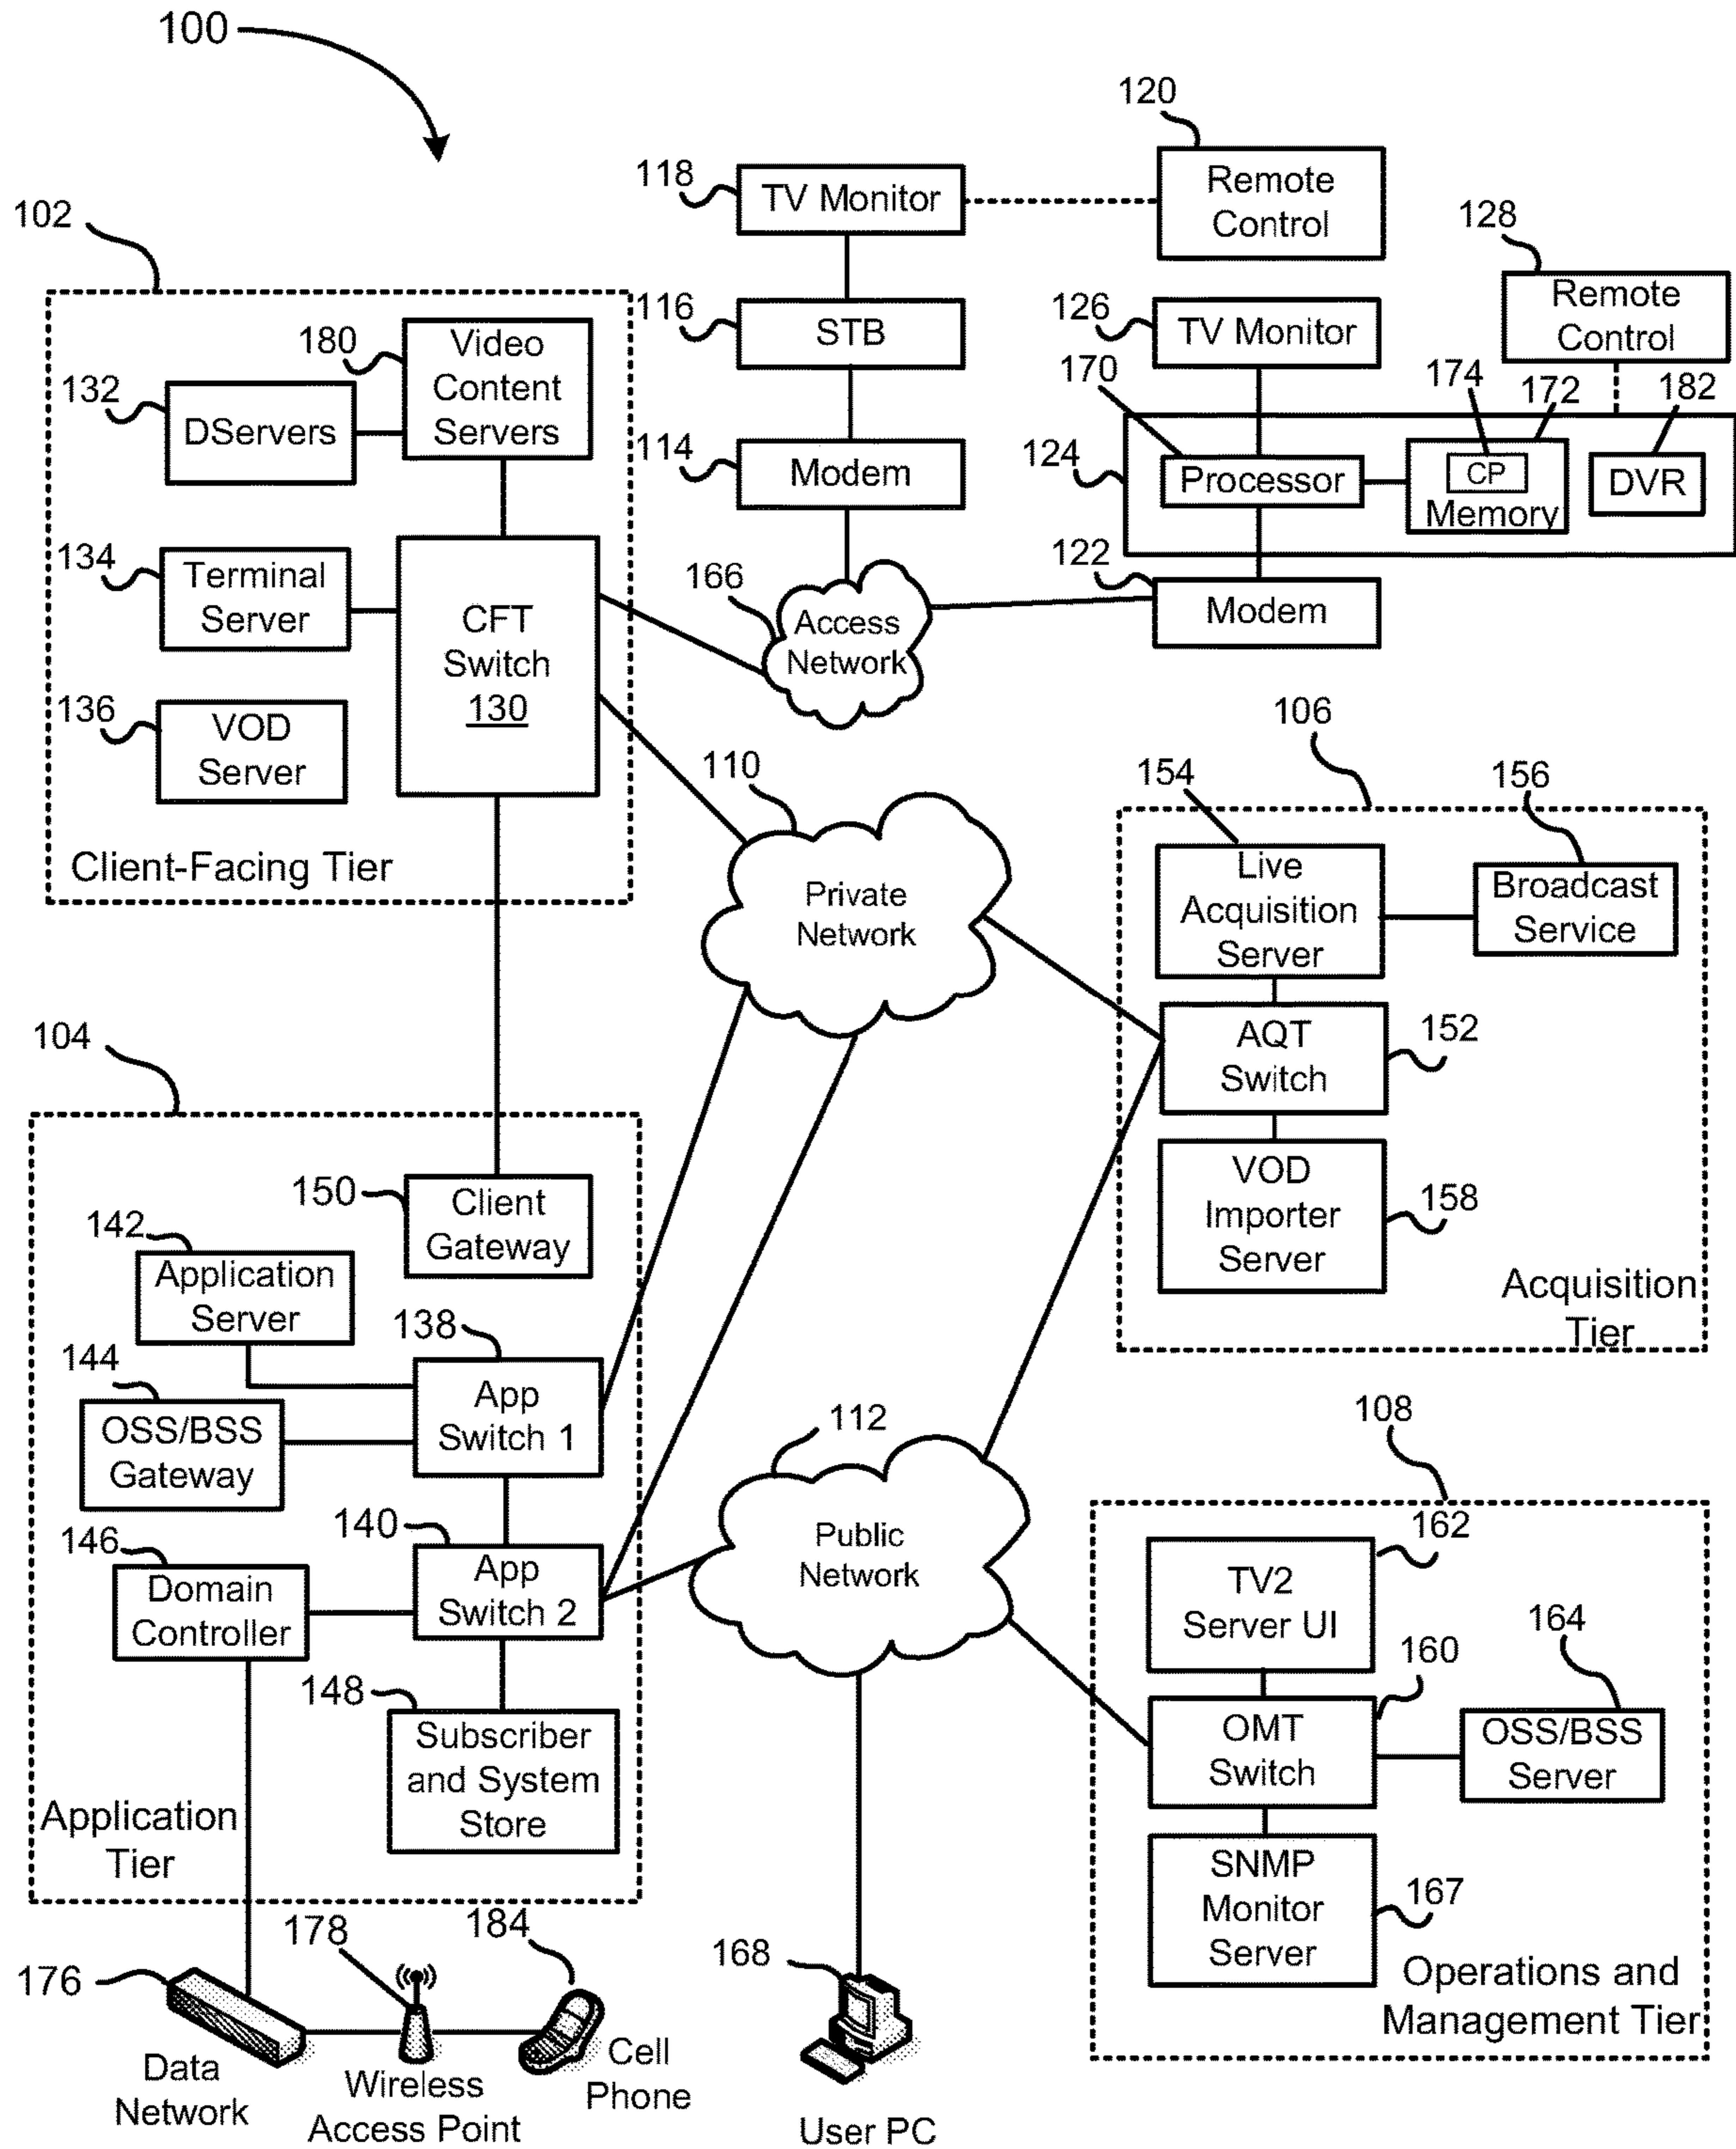 100
120
118
TV Monitor
Remote
Control
102
128
Remote
Control
116
STB
126
TV Monitor
180
Video
Content
Servers
132
DServers
170
174
172
182
114
Modem
124
Processor
CP
Memory
DVR
134
Terminal
Server
CFT
Switch
130
166
Access
Network
122
Modem
136
VOD
Server
Client-Facing Tier
110
Private
Network
106
154
156
Live
Acquisition
Server
Broadcast
Service
AQT
Switch
152
VOD
Importer
Server
158
Acquisition
Tier
104
150
Client
Gateway
142
Application
Server
138
144
OSS/BSS
Gateway
App
Switch 1
140
146
Domain
Controller
App
Switch 2
148
Subscriber
and System
Store
Application
Tier
112
Public
Network
108
162
TV2
Server UI
160
164
OMT
Switch
OSS/BSS
Server
SNMP
Monitor
Server
167
Operations and
Management Tier
176
178
184
168
Data
Network
Wireless
Access Point
Cell
Phone
User PC